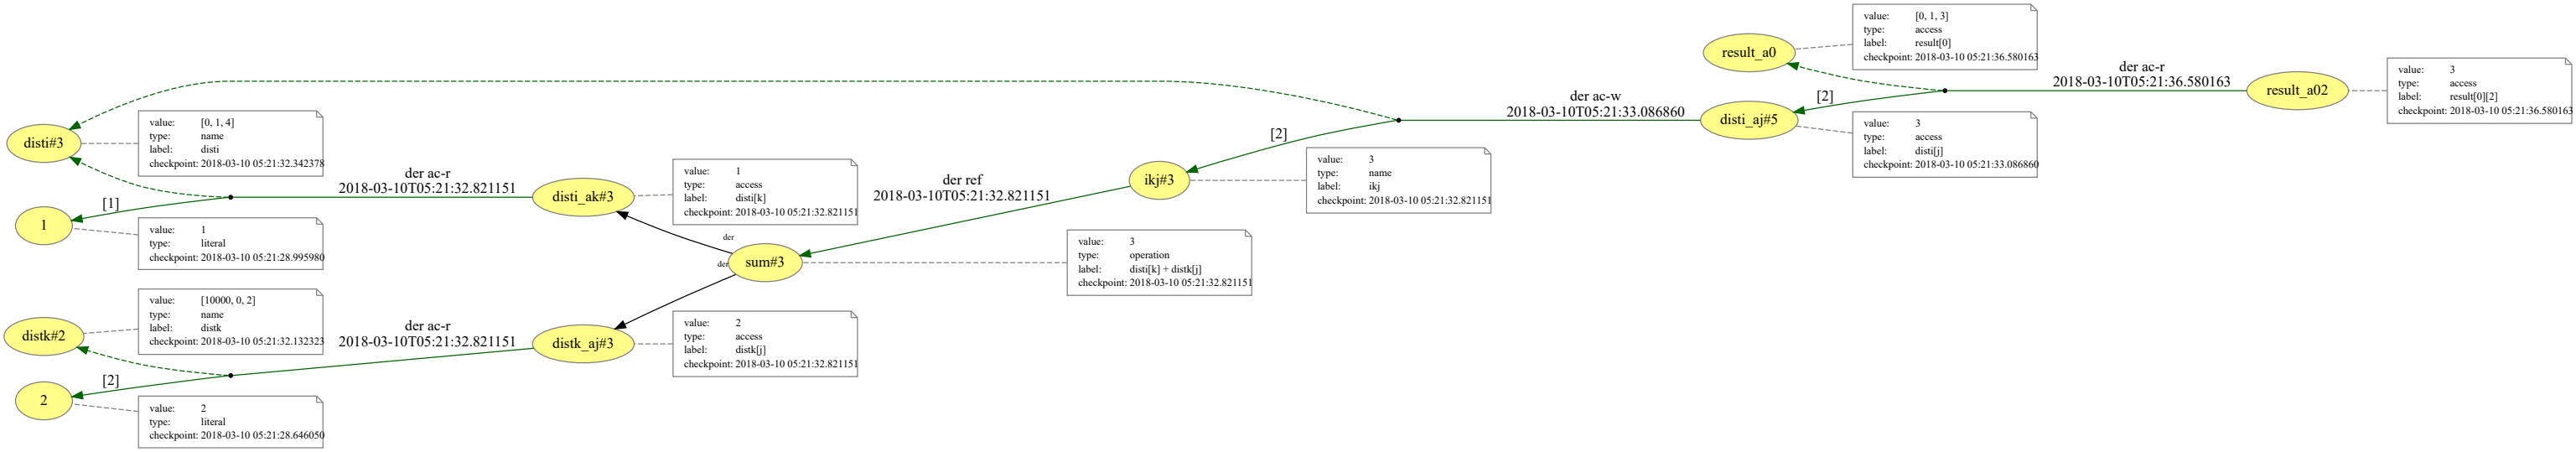 value: [0, 1, 3]
type: access
label: result[0]
checkpoint: 2018-03-10 05:21:36.580163
result_a0
der ac-r
2018-03-10T05:21:36.580163
[2]
result_a02
value: 3
type: access
label: result[0][2]
checkpoint: 2018-03-10 05:21:36.580163
der ac-w
2018-03-10T05:21:33.086860
disti_aj#5
value: 3
type: access
label: disti[j]
checkpoint: 2018-03-10 05:21:33.086860
[2]
disti#3
value: [0, 1, 4]
type: name
label: disti
checkpoint: 2018-03-10 05:21:32.342378
der ac-r
2018-03-10T05:21:32.821151
[1]
disti_ak#3
value: 1
type: access
label: disti[k]
checkpoint: 2018-03-10 05:21:32.821151
der ref
2018-03-10T05:21:32.821151
ikj#3
value: 3
type: name
label: ikj
checkpoint: 2018-03-10 05:21:32.821151
1
value: 1
type: literal
checkpoint: 2018-03-10 05:21:28.995980
der
der
sum#3
value: 3
type: operation
label: disti[k] + distk[j]
checkpoint: 2018-03-10 05:21:32.821151
distk#2
value: [10000, 0, 2]
type: name
label: distk
checkpoint: 2018-03-10 05:21:32.132323
der ac-r
2018-03-10T05:21:32.821151
[2]
distk_aj#3
value: 2
type: access
label: distk[j]
checkpoint: 2018-03-10 05:21:32.821151
2
value: 2
type: literal
checkpoint: 2018-03-10 05:21:28.646050